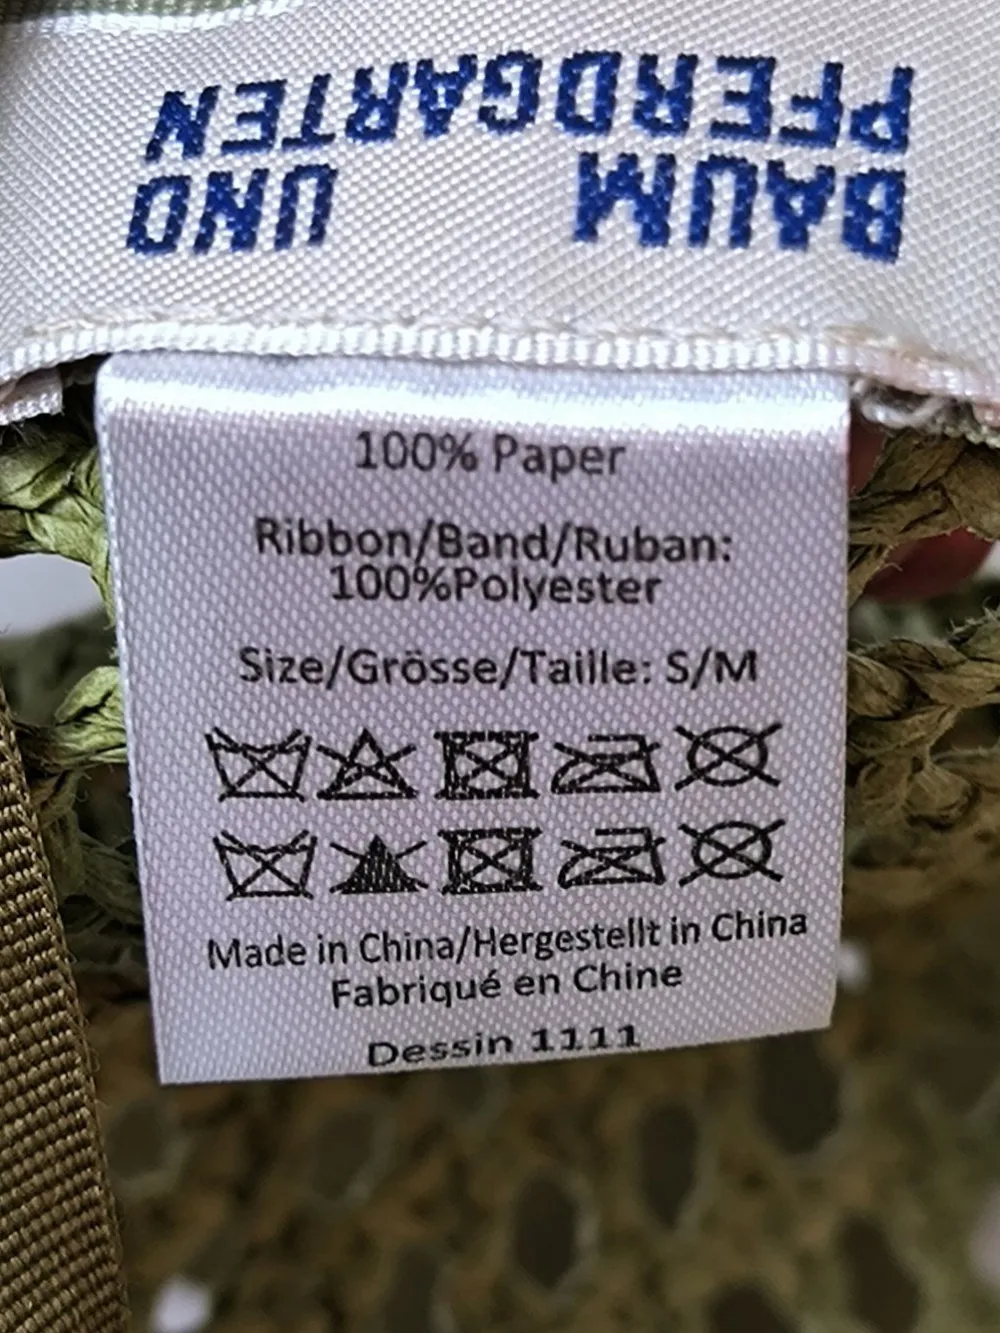 BAUM UND
PFERDGARTEN
100% Paper
Ribbon/Band/Ruban:
100%Polyester
Size/Grösse/Taille: S/M
Made in China/Hergestellt in China
Fabriqué en Chine
Dessin 1111